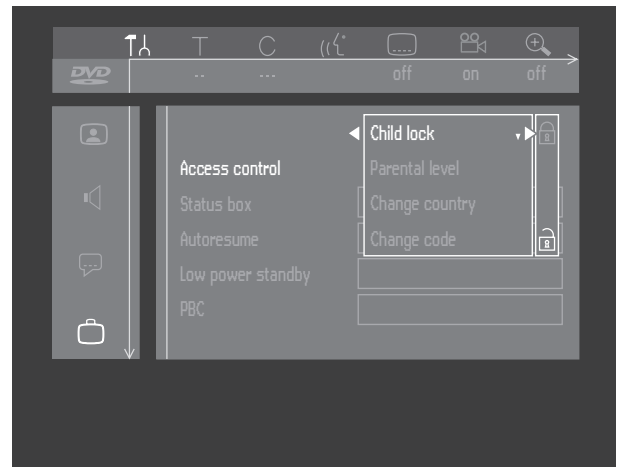 T C
DVD -- --- off on off
Child lock
Access control Parental level
Status box Change country
Autoresume Change code
Low power standby
PBC